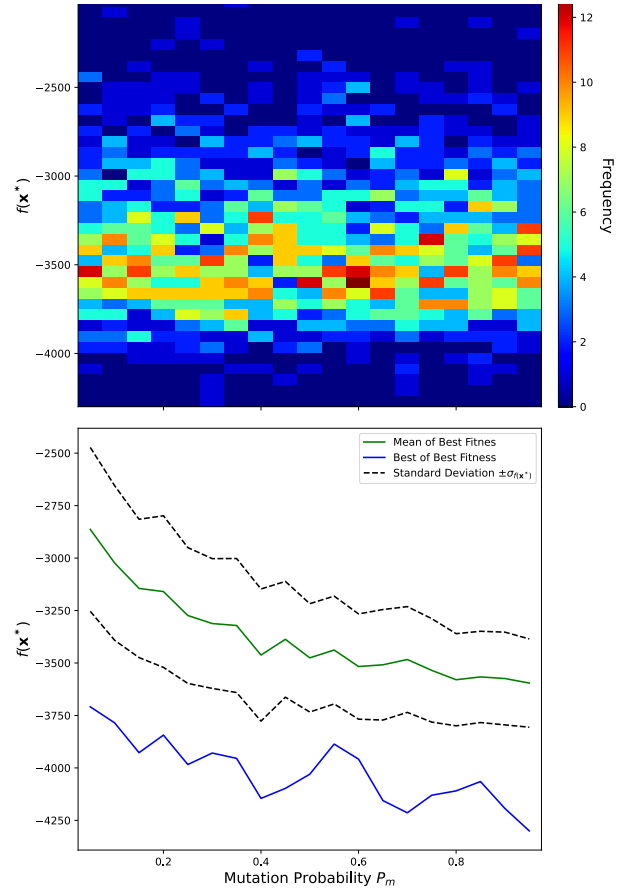 12
10
8
6
4
2
0
Frequency
−2500
−3000
−3500
−4000
f(x*)
Mean of Best Fitnes
Best of Best Fitness
Standard Deviation ±σf(x*)
−2500
−2750
−3000
−3250
−3500
−3750
−4000
−4250
f(x*)
0.2 0.4 0.6 0.8
Mutation Probability Pm